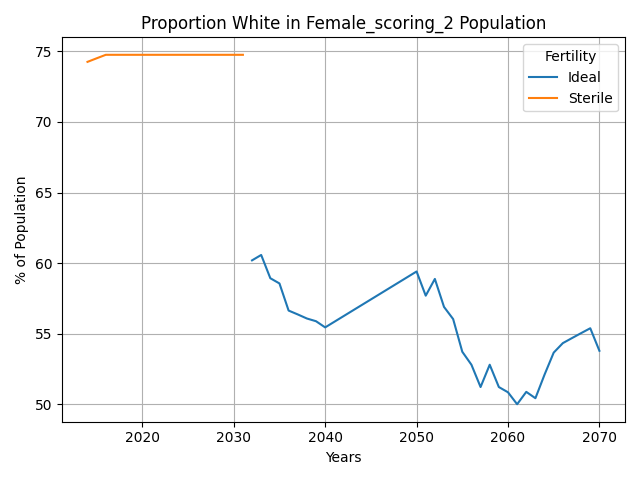 Proportion White in Female_scoring_2 Population
Fertility
Ideal
Sterile
% of Population
75
70
65
60
55
50
2020
2030
2040
2050
2060
2070
Years